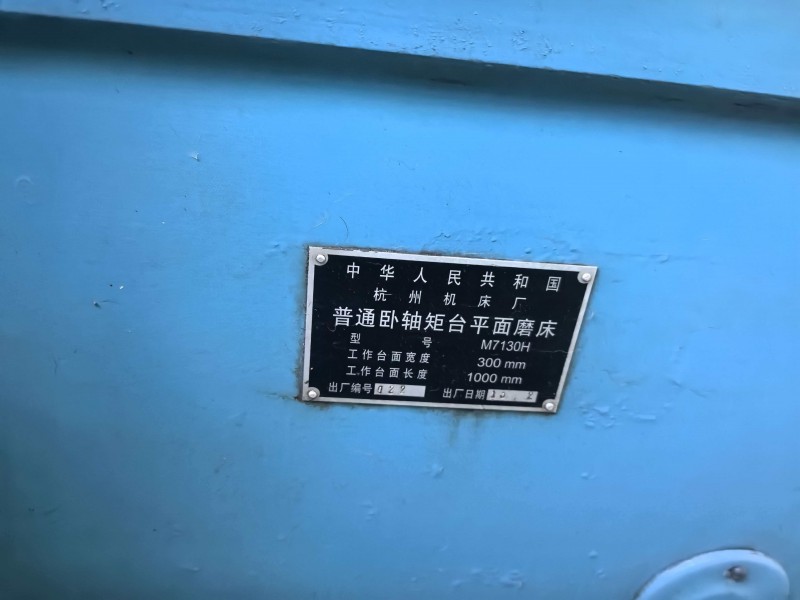 中华人民共和国
杭州机床厂
普通卧轴矩台平面磨床
型号 M7130H
工作台面宽度 300 mm
工作台面长度 1000 mm
出厂编号 出厂日期